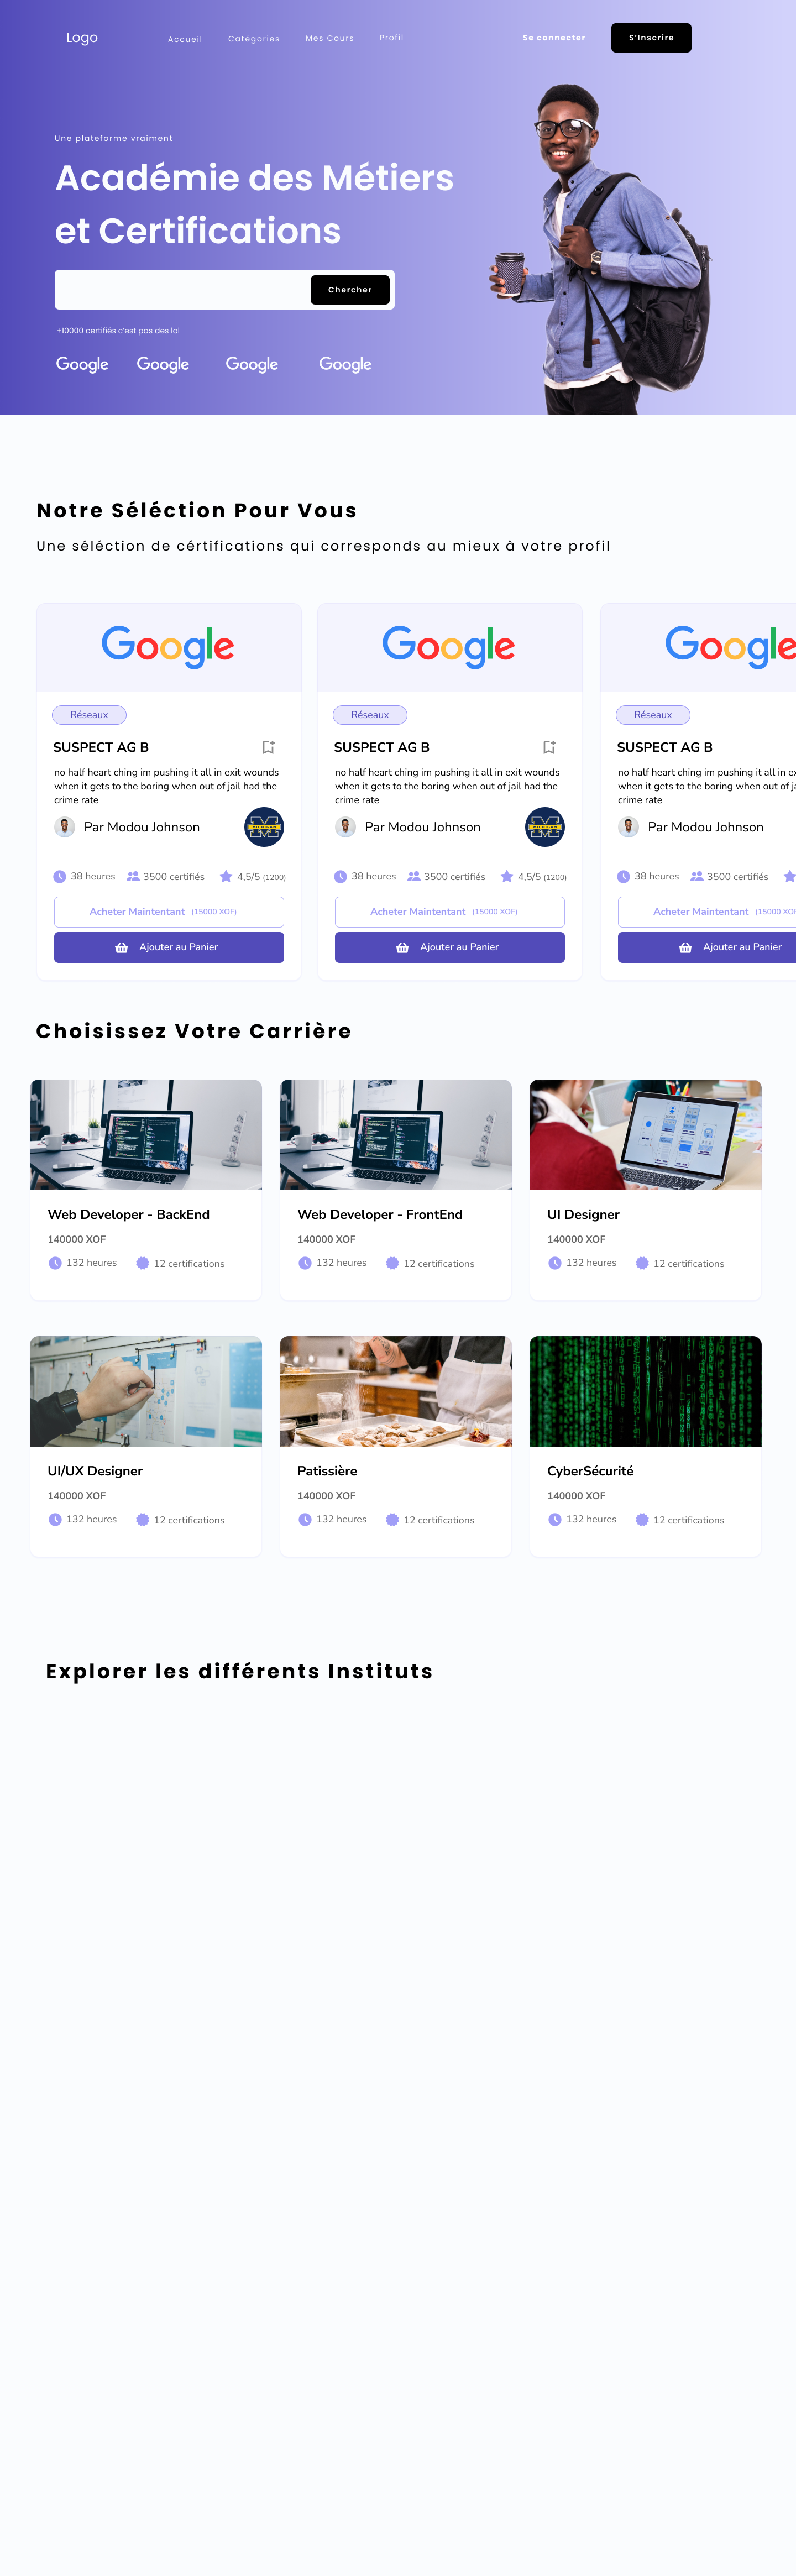 Logo
Accueil
Catégories
Mes Cours
Profil
Se connecter
S'Inscrire
Une plateforme vraiment
Académie des Métiers
et Certifications
Chercher
+10000 certifiés c'est pas des lol
Google Google Google Google
Notre Séléction Pour Vous
Une séléction de cértifications qui corresponds au mieux à votre profil
Google
Réseaux
SUSPECT AG B
no half heart ching im pushing it all in exit wounds
when it gets to the boring when out of jail had the
crime rate
Par Modou Johnson
MICHIGAN
38 heures
3500 certifiés
4,5/5 (1200)
Acheter Maintentant (15000 XOF)
Ajouter au Panier
Google
Réseaux
SUSPECT AG B
no half heart ching im pushing it all in exit wounds
when it gets to the boring when out of jail had the
crime rate
Par Modou Johnson
MICHIGAN
38 heures
3500 certifiés
4,5/5 (1200)
Acheter Maintentant (15000 XOF)
Ajouter au Panier
Google
Réseaux
SUSPECT AG B
no half heart ching im pushing it all in
when it gets to the boring when out of
crime rate
Par Modou Johnson
38 heures
3500 certifiés
Acheter Maintentant (15000
Ajouter au Panier
Choisissez Votre Carrière
Web Developer - BackEnd
140000 XOF
132 heures
12 certifications
Web Developer - FrontEnd
140000 XOF
132 heures
12 certifications
UI Designer
140000 XOF
132 heures
12 certifications
UI/UX Designer
140000 XOF
132 heures
12 certifications
Patissière
140000 XOF
132 heures
12 certifications
CyberSécurité
140000 XOF
132 heures
12 certifications
Explorer les différents Instituts